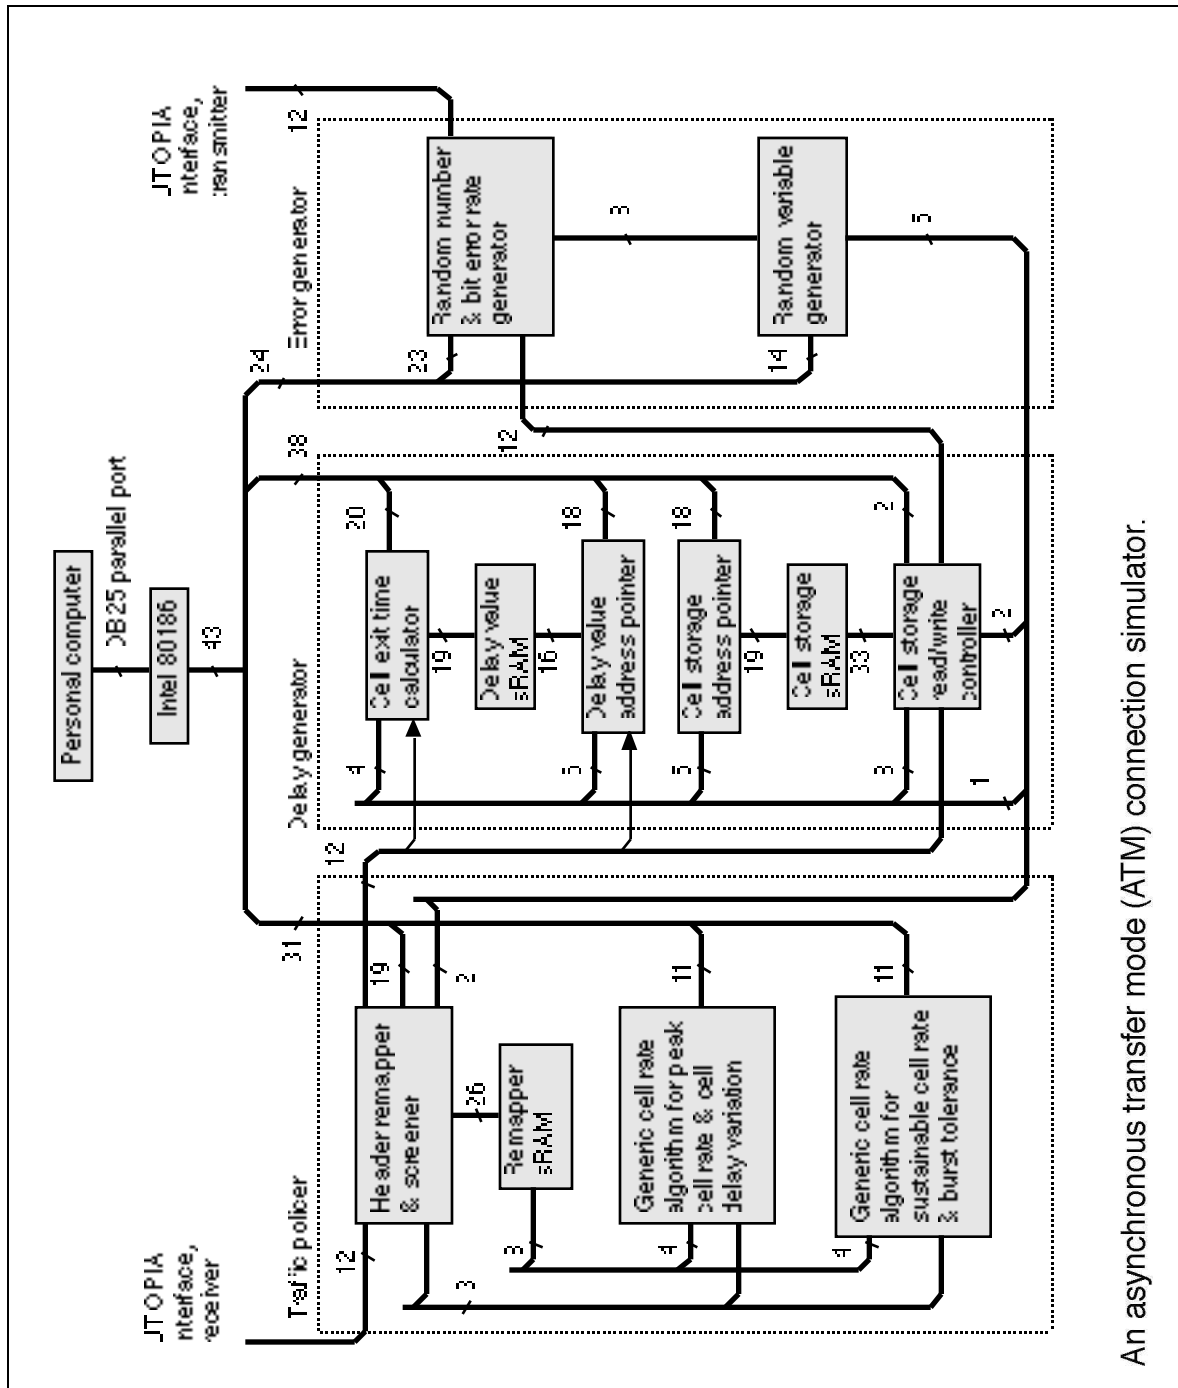 Personal computer
DB25 parallel port
Intel 80186
43
UTOPIA
interface,
receiver
UTOPIA
interface,
transmitter
31
38
24
12
Traffic policer
12
Header remapper
& screener
12
19
2
26
Remapper
sRAM
3
Generic cell rate
algorithm for peak
cell rate & cell
delay variation
4
11
3
Generic cell rate
algorithm for
sustainable cell rate
& burst tolerance
4
11
Delay generator
Cell exit time
calculator
4
20
19
Delay value
sRAM
16
Delay value
address pointer
5
18
Cell storage
address pointer
5
18
19
Cell storage
sRAM
33
Cell storage
read/write
controller
3
2
1
2
Error generator
Random number
& bit error rate
generator
23
12
3
Random variable
generator
14
5
An asynchronous transfer mode (ATM) connection simulator.